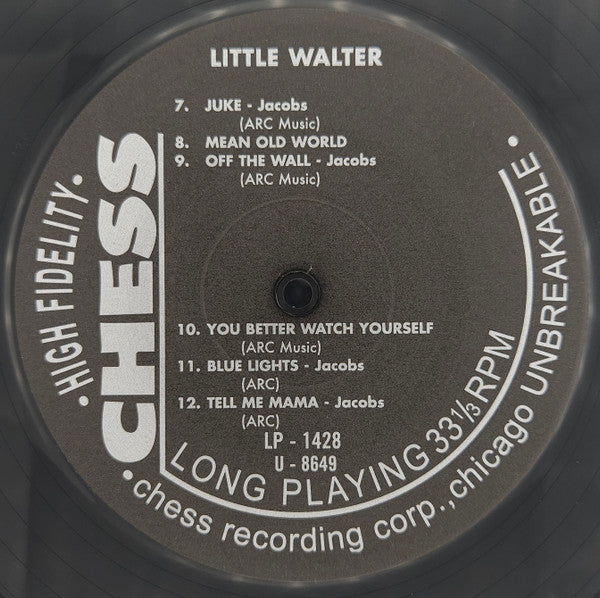 LITTLE WALTER
7. JUKE - Jacobs
(ARC Music)
8. MEAN OLD WORLD
9. OFF THE WALL - Jacobs
(ARC Music)
10. YOU BETTER WATCH YOURSELF
(ARC Music)
11. BLUE LIGHTS - Jacobs
(ARC)
12. TELL ME MAMA - Jacobs
(ARC)
LP - 1428
U - 8649
CHESS
• HIGH FIDELITY •
LONG PLAYING 33 1/3 RPM
• chess recording corp., chicago UNBREAKABLE •